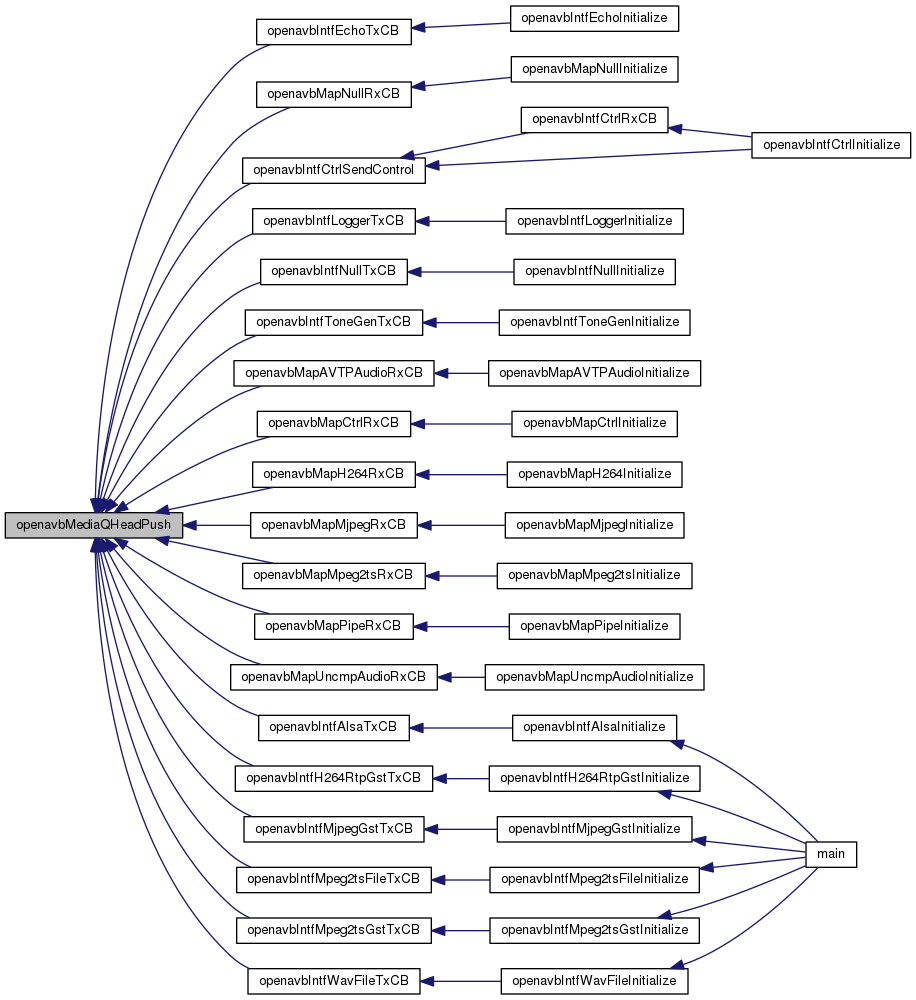 openavbIntfEchoTxCB
openavbIntfEchoInitialize
openavbMapNullRxCB
openavbMapNullInitialize
openavbIntfCtrlRxCB
openavbIntfCtrlInitialize
openavbIntfCtrlSendControl
openavbIntfLoggerTxCB
openavbIntfLoggerInitialize
openavbIntfNullTxCB
openavbIntfNullInitialize
openavbIntfToneGenTxCB
openavbIntfToneGenInitialize
openavbMapAVTPAudioRxCB
openavbMapAVTPAudioInitialize
openavbMapCtrlRxCB
openavbMapCtrlInitialize
openavbMapH264RxCB
openavbMapH264Initialize
openavbMediaQHeadPush
openavbMapMjpegRxCB
openavbMapMjpegInitialize
openavbMapMpeg2tsRxCB
openavbMapMpeg2tsInitialize
openavbMapPipeRxCB
openavbMapPipeInitialize
openavbMapUncmpAudioRxCB
openavbMapUncmpAudioInitialize
openavbIntfAlsaTxCB
openavbIntfAlsaInitialize
openavbIntfH264RtpGstTxCB
openavbIntfH264RtpGstInitialize
openavbIntfMjpegGstTxCB
openavbIntfMjpegGstInitialize
main
openavbIntfMpeg2tsFileTxCB
openavbIntfMpeg2tsFileInitialize
openavbIntfMpeg2tsGstTxCB
openavbIntfMpeg2tsGstInitialize
openavbIntfWavFileTxCB
openavbIntfWavFileInitialize